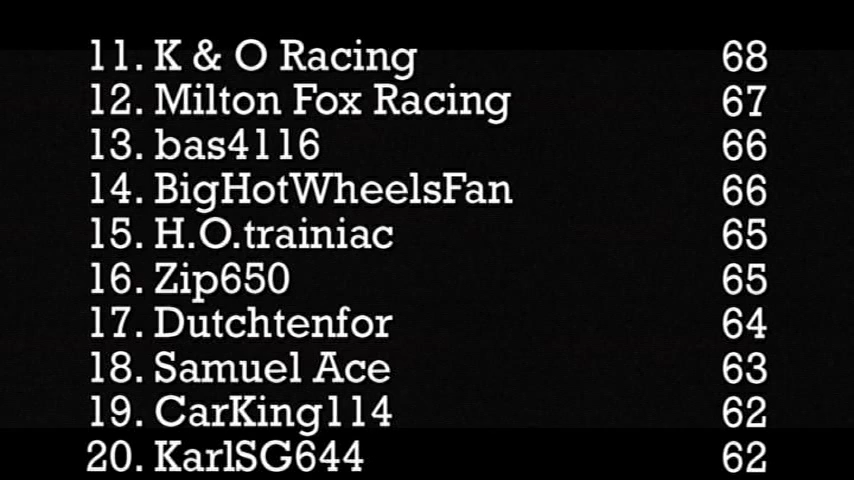 11. K & O Racing 68
12. Milton Fox Racing 67
13. bas4116 66
14. BigHotWheelsFan 66
15. H.O.trainiac 65
16. Zip650 65
17. Dutchtenfor 64
18. Samuel Ace 63
19. CarKing114 62
20. KarlSG644 62